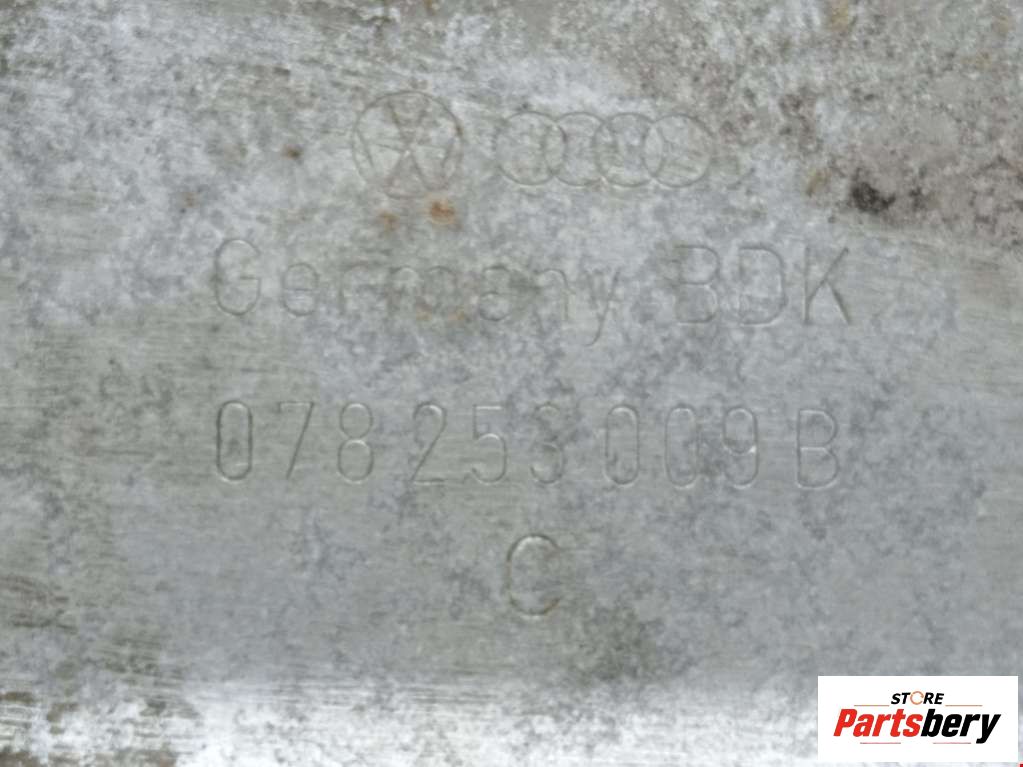 Germany BDK
078 253 009 B
C
STORE
Partsbery